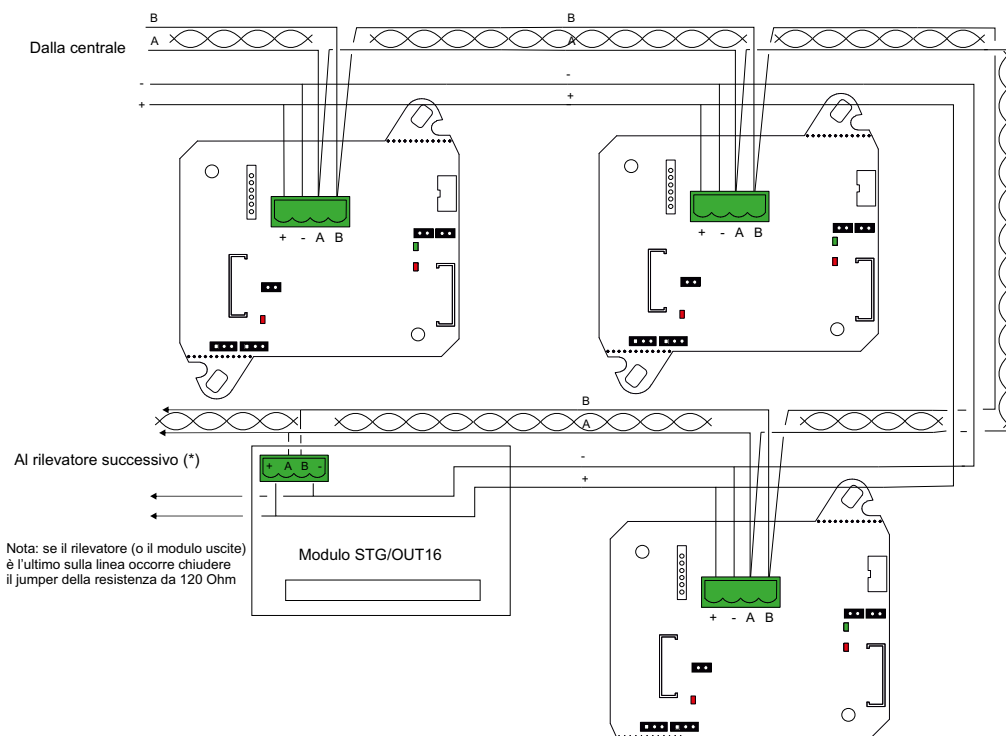 B
B
Dalla centrale
A
A
-
-
+
+
+ - A B
+ - A B
B
A
Al rilevatore successivo (*)
+ A B -
-
+
Nota: se il rilevatore (o il modulo uscite)
è l'ultimo sulla linea occorre chiudere
il jumper della resistenza da 120 Ohm
Modulo STG/OUT16
+ - A B